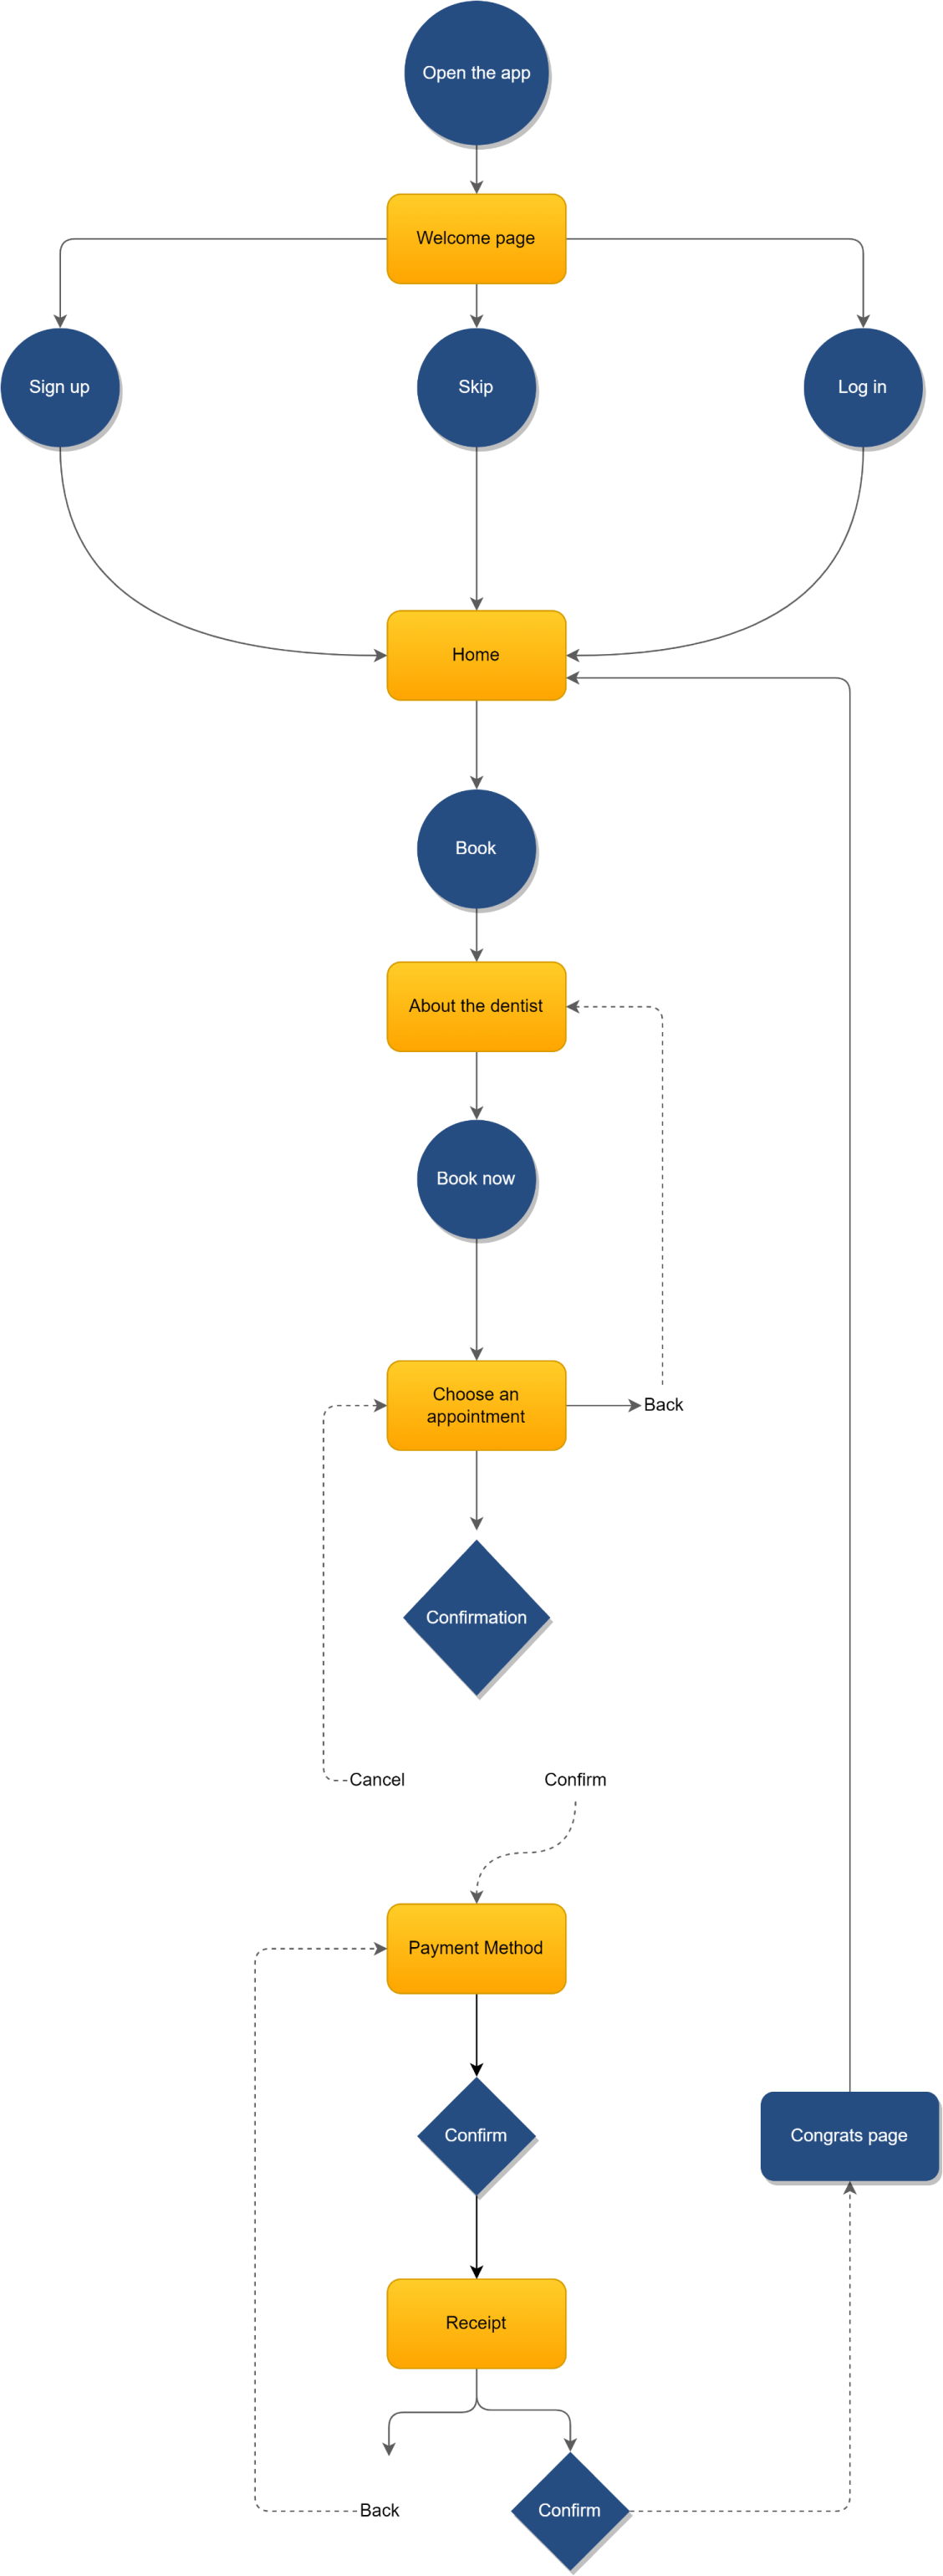 Open the app
Welcome page
Sign up
Skip
Log in
Home
Book
About the dentist
Book now
Choose an
appointment
Back
Confirmation
Cancel
Confirm
Payment Method
Confirm
Congrats page
Receipt
Back
Confirm